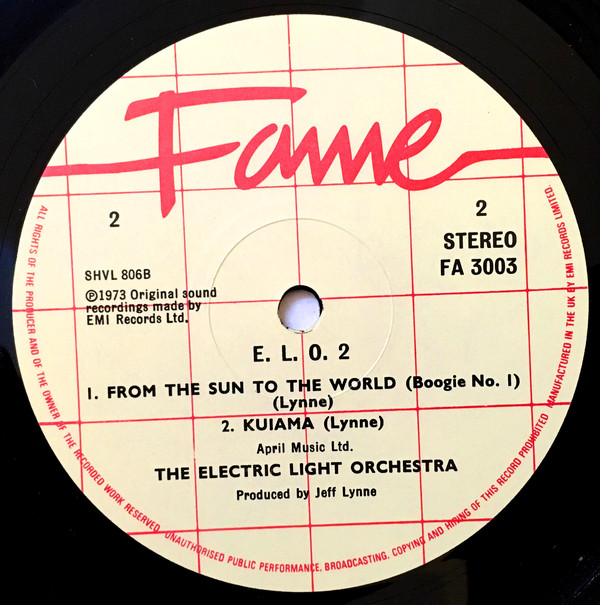 Fame
2
2
STEREO
FA 3003
SHVL 806B
℗1973 Original sound
recordings made by
EMI Records Ltd.
E. L. O. 2
1. FROM THE SUN TO THE WORLD (Boogie No. 1)
(Lynne)
2. KUIAMA (Lynne)
April Music Ltd.
THE ELECTRIC LIGHT ORCHESTRA
Produced by Jeff Lynne
ALL RIGHTS OF THE PRODUCER AND OF THE OWNER OF THE RECORDED WORK RESERVED. UNAUTHORISED PUBLIC PERFORMANCE, BROADCASTING, COPYING AND HIRING OF THIS RECORD PROHIBITED MANUFACTURED IN THE UK BY EMI RECORDS LIMITED.